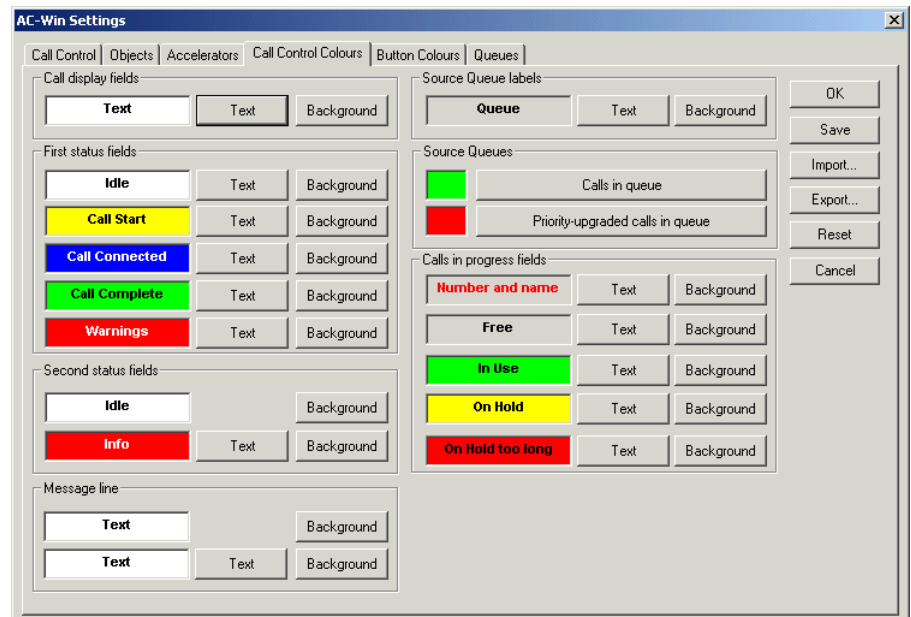 AC-Win Settings
Call Control Objects Accelerators Call Control Colours Button Colours Queues
Call display fields
Text Text Background
First status fields
Idle Text Background
Call Start Text Background
Call Connected Text Background
Call Complete Text Background
Warnings Text Background
Second status fields
Idle Background
Info Text Background
Message line
Text Background
Text Text Background
Source Queue labels
Queue Text Background
Source Queues
Calls in queue
Priority-upgraded calls in queue
Calls in progress fields
Number and name Text Background
Free Text Background
In Use Text Background
On Hold Text Background
On Hold too long Text Background
OK
Save
Import...
Export...
Reset
Cancel